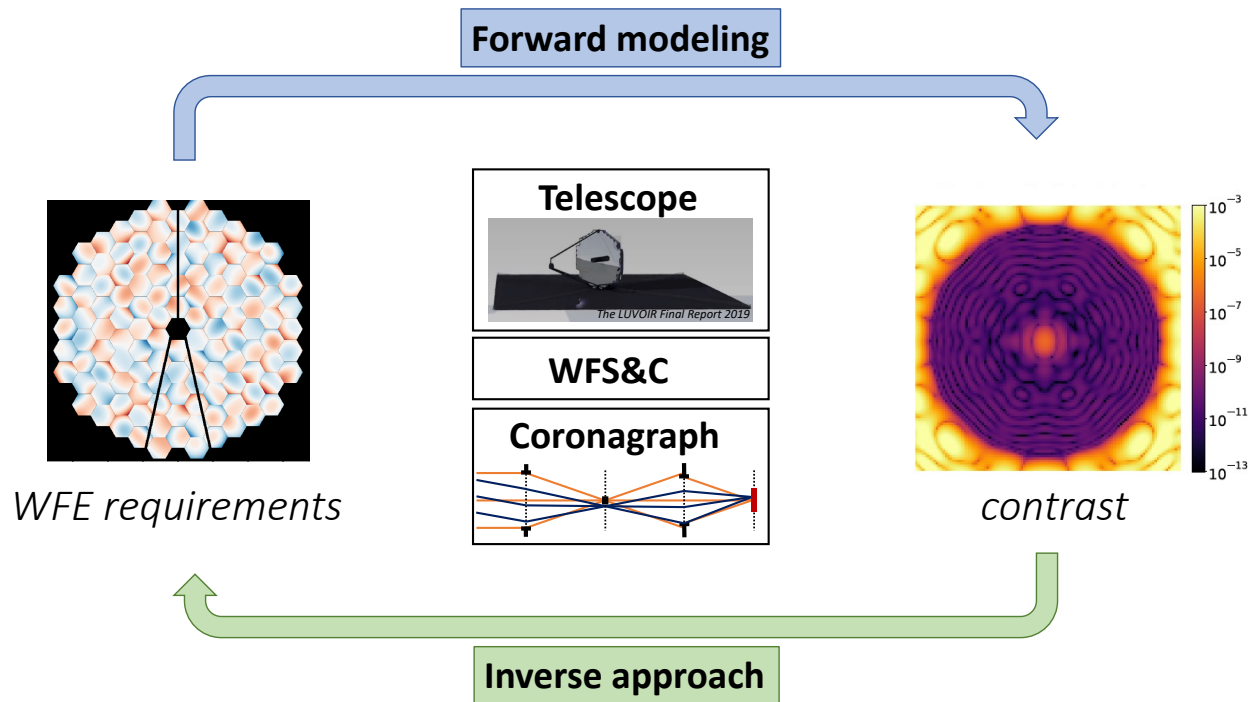 Forward modeling
Telescope
The LUVOIR Final Report 2019
WFS&C
Coronagraph
WFE requirements
10⁻³
10⁻⁵
10⁻⁷
10⁻⁹
10⁻¹¹
10⁻¹³
contrast
Inverse approach